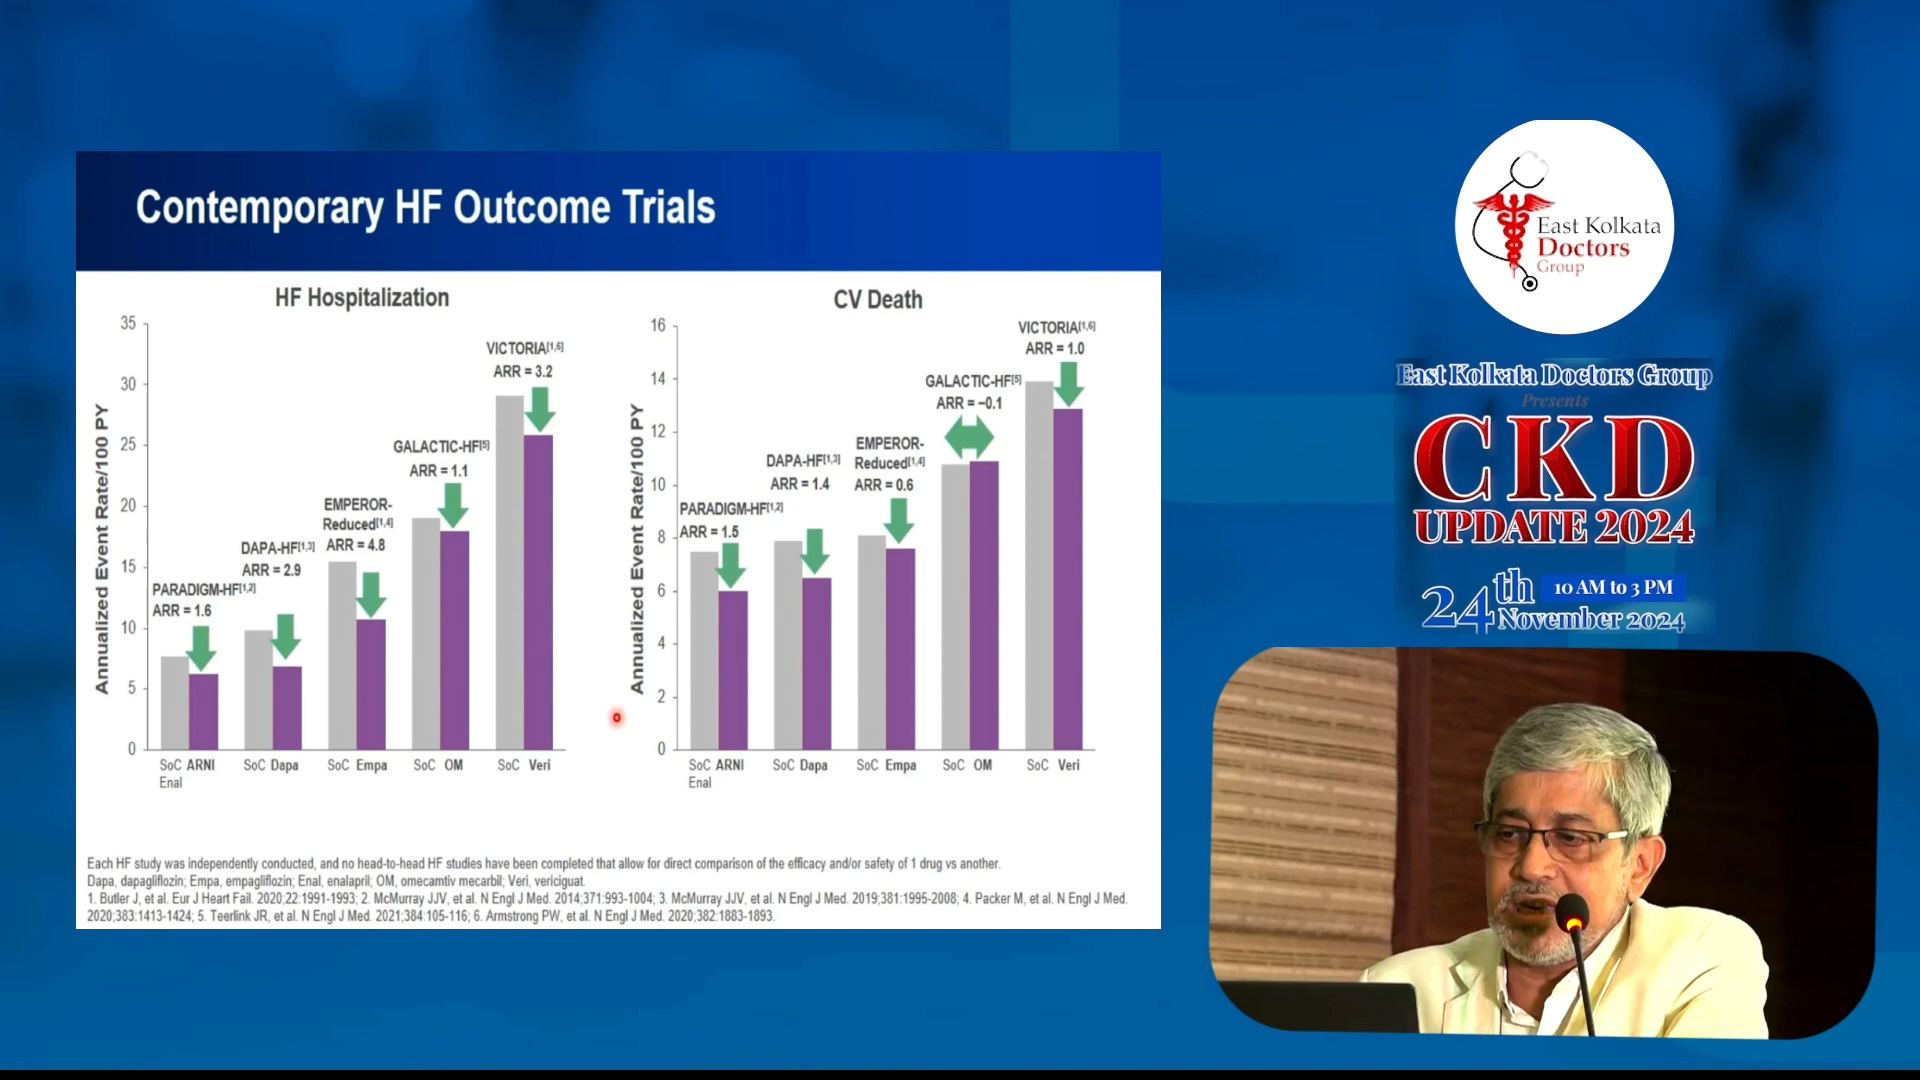 Contemporary HF Outcome Trials
HF Hospitalization
Annualized Event Rate/100 PY
35
30
25
20
15
10
5
0
PARADIGM-HF[1,2]
ARR = 1.6
DAPA-HF[1,3]
ARR = 2.9
EMPEROR-
Reduced[1,4]
ARR = 4.8
GALACTIC-HF[5]
ARR = 1.1
VICTORIA[1,6]
ARR = 3.2
SoC ARNI SoC Dapa SoC Empa SoC OM SoC Veri
Enal
CV Death
Annualized Event Rate/100 PY
16
14
12
10
8
6
4
2
0
PARADIGM-HF[1,2]
ARR = 1.5
DAPA-HF[1,3]
ARR = 1.4
EMPEROR-
Reduced[1,4]
ARR = 0.6
GALACTIC-HF[5]
ARR = −0.1
VICTORIA[1,6]
ARR = 1.0
SoC ARNI SoC Dapa SoC Empa SoC OM SoC Veri
Enal
Each HF study was independently conducted, and no head-to-head HF studies have been completed that allow for direct comparison of the efficacy and/or safety of 1 drug vs another.
Dapa, dapagliflozin; Empa, empagliflozin; Enal, enalapril; OM, omecamtiv mecarbil; Veri, vericiguat.
1. Butler J, et al. Eur J Heart Fail. 2020;22:1991-1993; 2. McMurray JJV, et al. N Engl J Med. 2014;371:993-1004; 3. McMurray JJV, et al. N Engl J Med. 2019;381:1995-2008; 4. Packer M, et al. N Engl J Med.
2020;383:1413-1424; 5. Teerlink JR, et al. N Engl J Med. 2021;384:105-116; 6. Armstrong PW, et al. N Engl J Med. 2020;382:1883-1893.
East Kolkata
Doctors
Group
East Kolkata Doctors Group
Presents
CKD
UPDATE 2024
24th 10 AM to 3 PM
November 2024